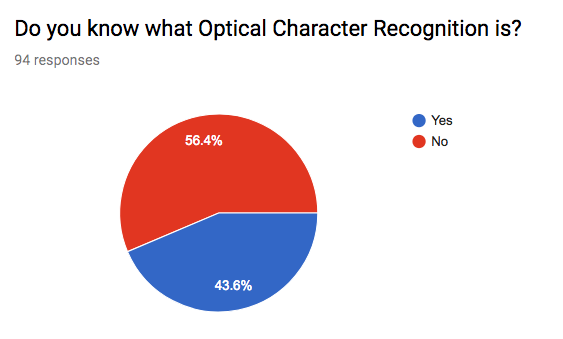 Do you know what Optical Character Recognition is?
94 responses
Yes
No
56.4%
43.6%